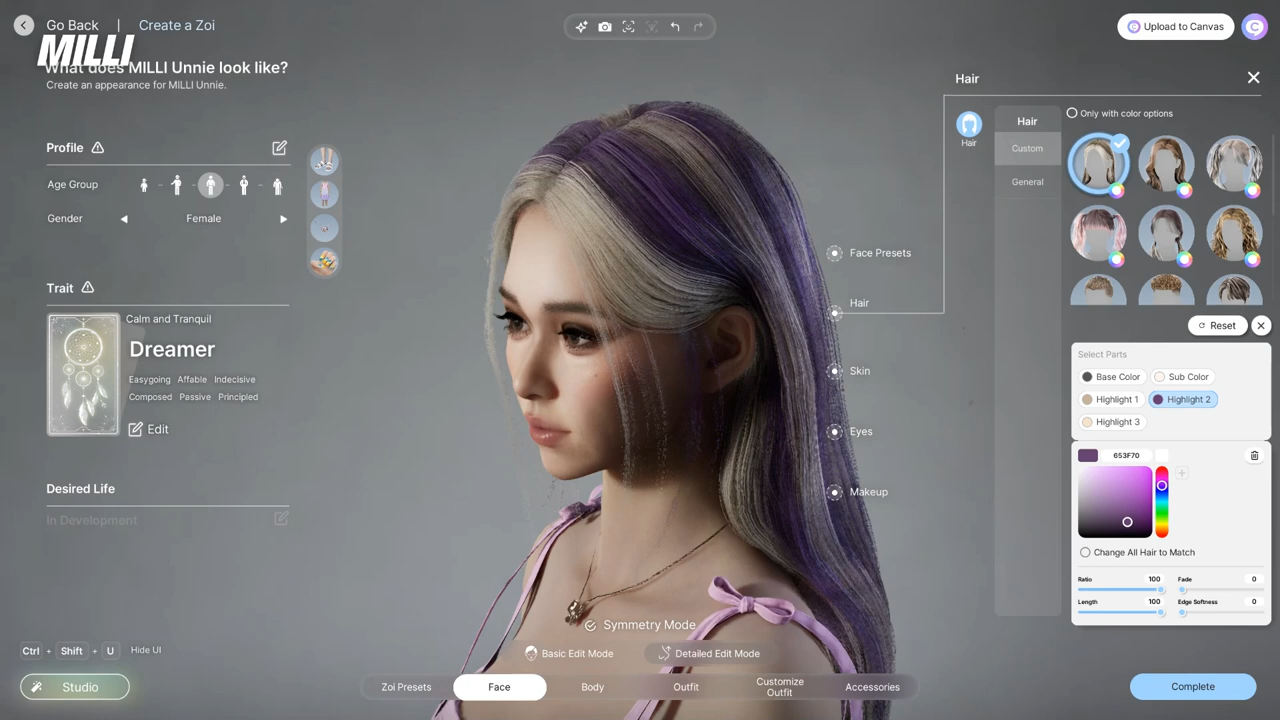 Go Back | Create a Zoi
Upload to Canvas
MILLI
What does MILLI Unnie look like?
Create an appearance for MILLI Unnie.
Profile
Age Group
Gender
Female
Trait
Calm and Tranquil
Dreamer
Easygoing Affable Indecisive
Composed Passive Principled
Edit
Desired Life
In Development
Ctrl + Shift + U Hide UI
Studio
Face Presets
Hair
Skin
Eyes
Makeup
Symmetry Mode
Basic Edit Mode
Detailed Edit Mode
Zoi Presets
Face
Body
Outfit
Customize
Outfit
Accessories
Hair
Hair
Hair
Custom
General
Only with color options
Reset
Select Parts
Base Color
Sub Color
Highlight 1
Highlight 2
Highlight 3
653F70
Change All Hair to Match
Ratio 100 Fade 0
Length 100 Edge Softness 0
Complete